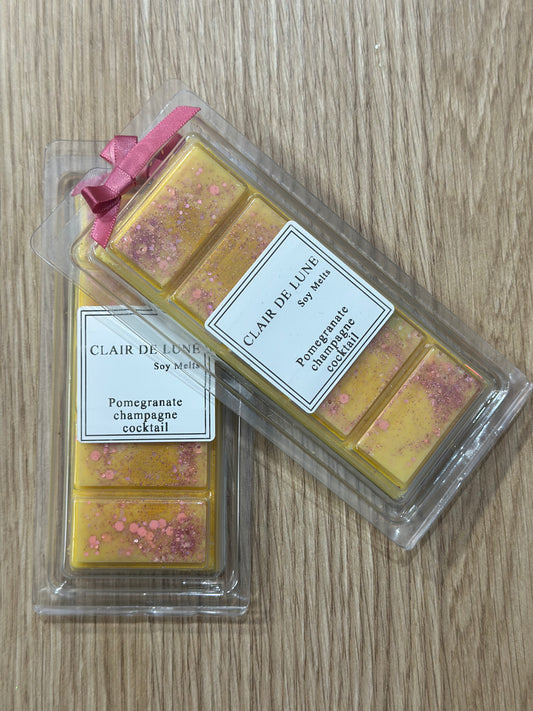 CLAIR DE LUNE
Soy Melts
Pomegranate
champagne
cocktail
CLAIR DE LUNE
Soy Melts
Pomegranate
champagne
cocktail